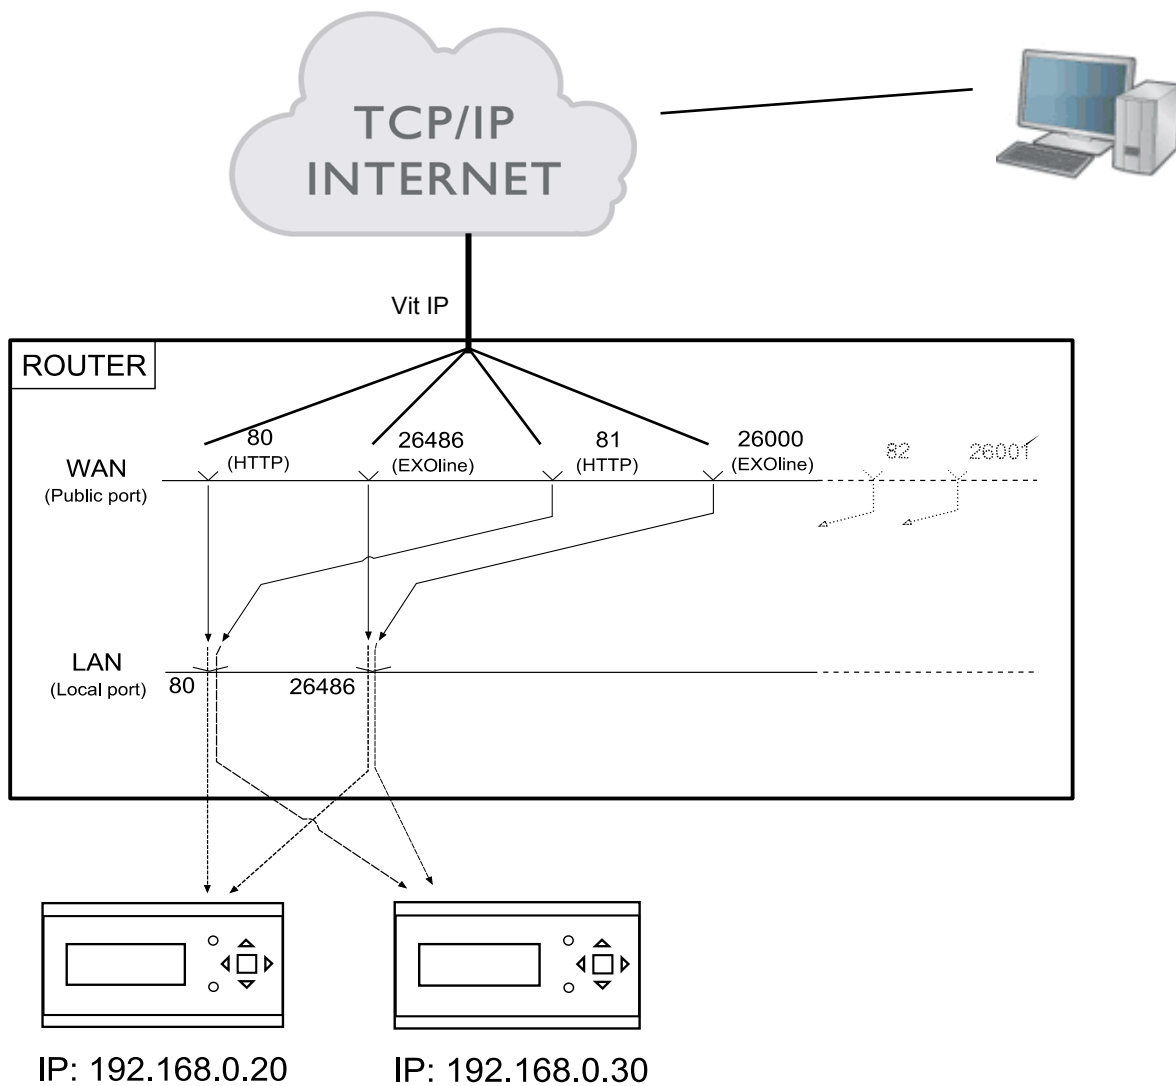 TCP/IP
INTERNET
Vit IP
ROUTER
80
(HTTP)
26486
(EXOline)
81
(HTTP)
26000
(EXOline)
82
26001
WAN
(Public port)
LAN
(Local port)
80
26486
IP: 192.168.0.20
IP: 192.168.0.30